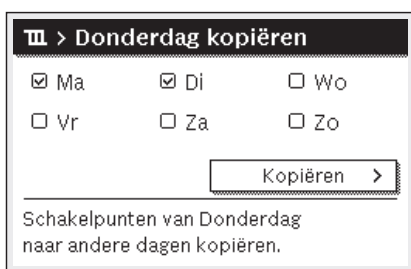 > Donderdag kopiëren
Ma Di Wo
Vr Za Zo
Kopiëren >
Schakelpunten van Donderdag
naar andere dagen kopiëren.